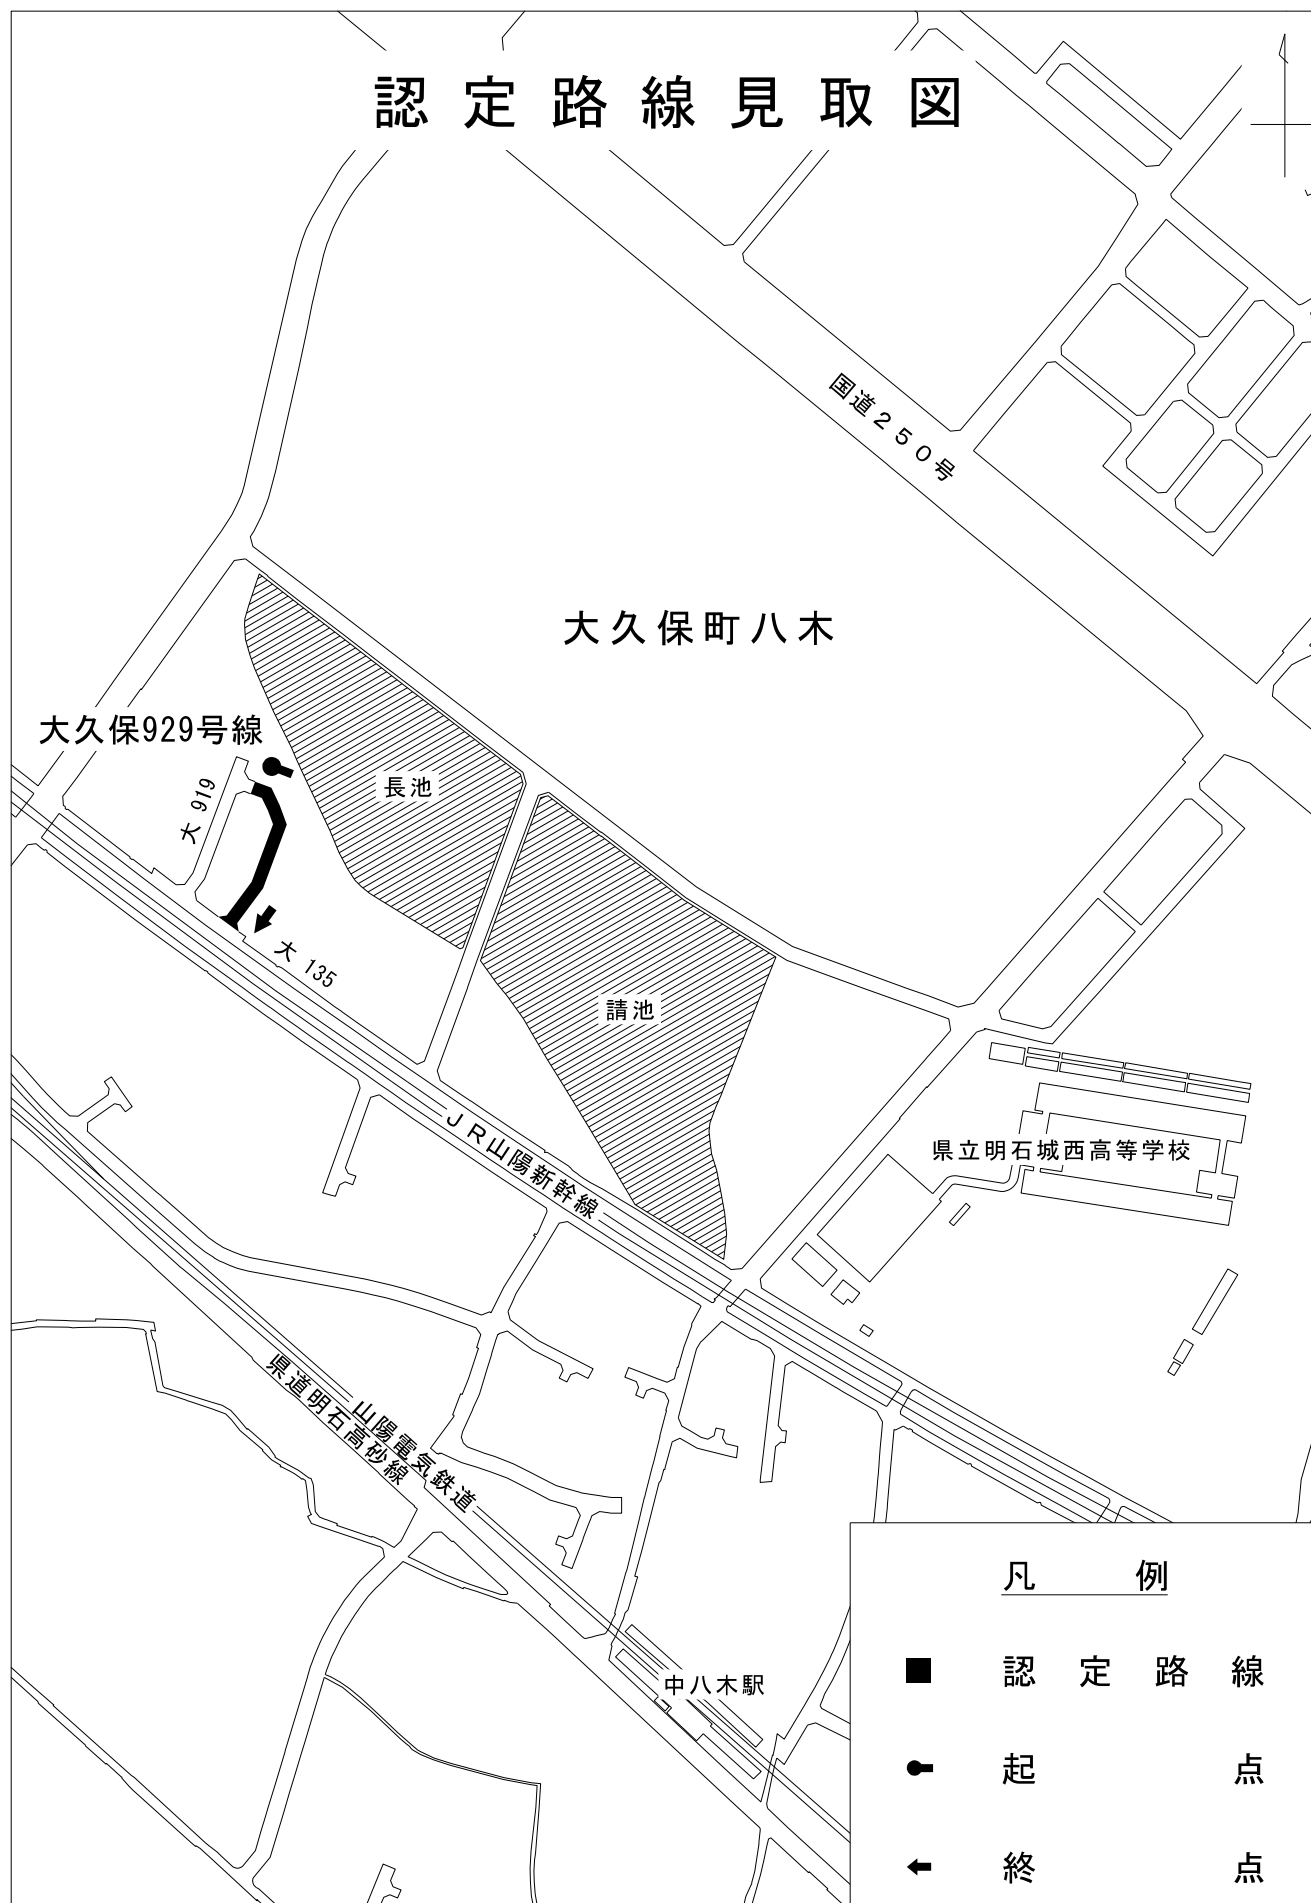 認定路線見取図
国道２５０号
大久保町八木
大久保929号線
長池
大 919
大 135
請池
ＪＲ山陽新幹線
県立明石城西高等学校
県道明石高砂線
山陽電気鉄道
中八木駅
凡例
認定路線
起点
終点